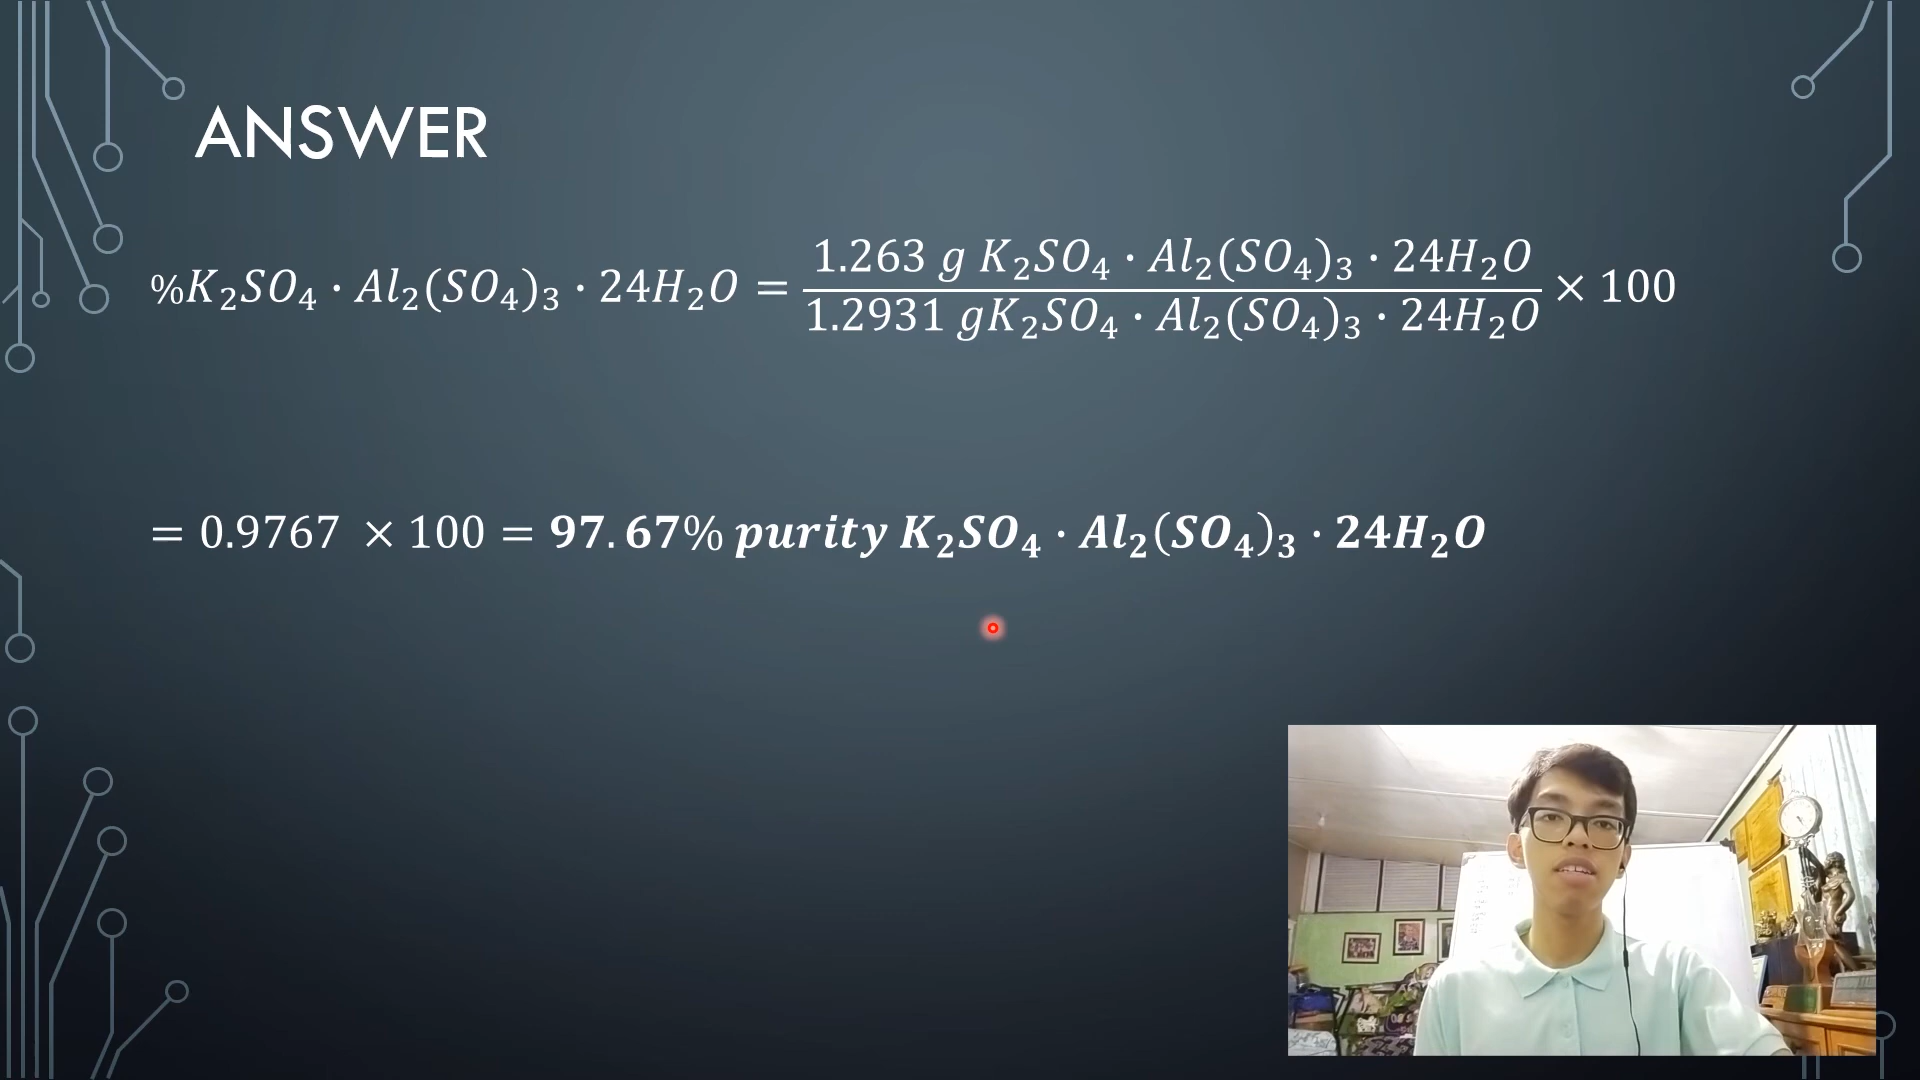 ANSWER
%K₂SO₄ · Al₂(SO₄)₃ · 24H₂O = 1.263 g K₂SO₄ · Al₂(SO₄)₃ · 24H₂O / 1.2931 gK₂SO₄ · Al₂(SO₄)₃ · 24H₂O × 100
= 0.9767 × 100 = 97.67% purity K₂SO₄ · Al₂(SO₄)₃ · 24H₂O